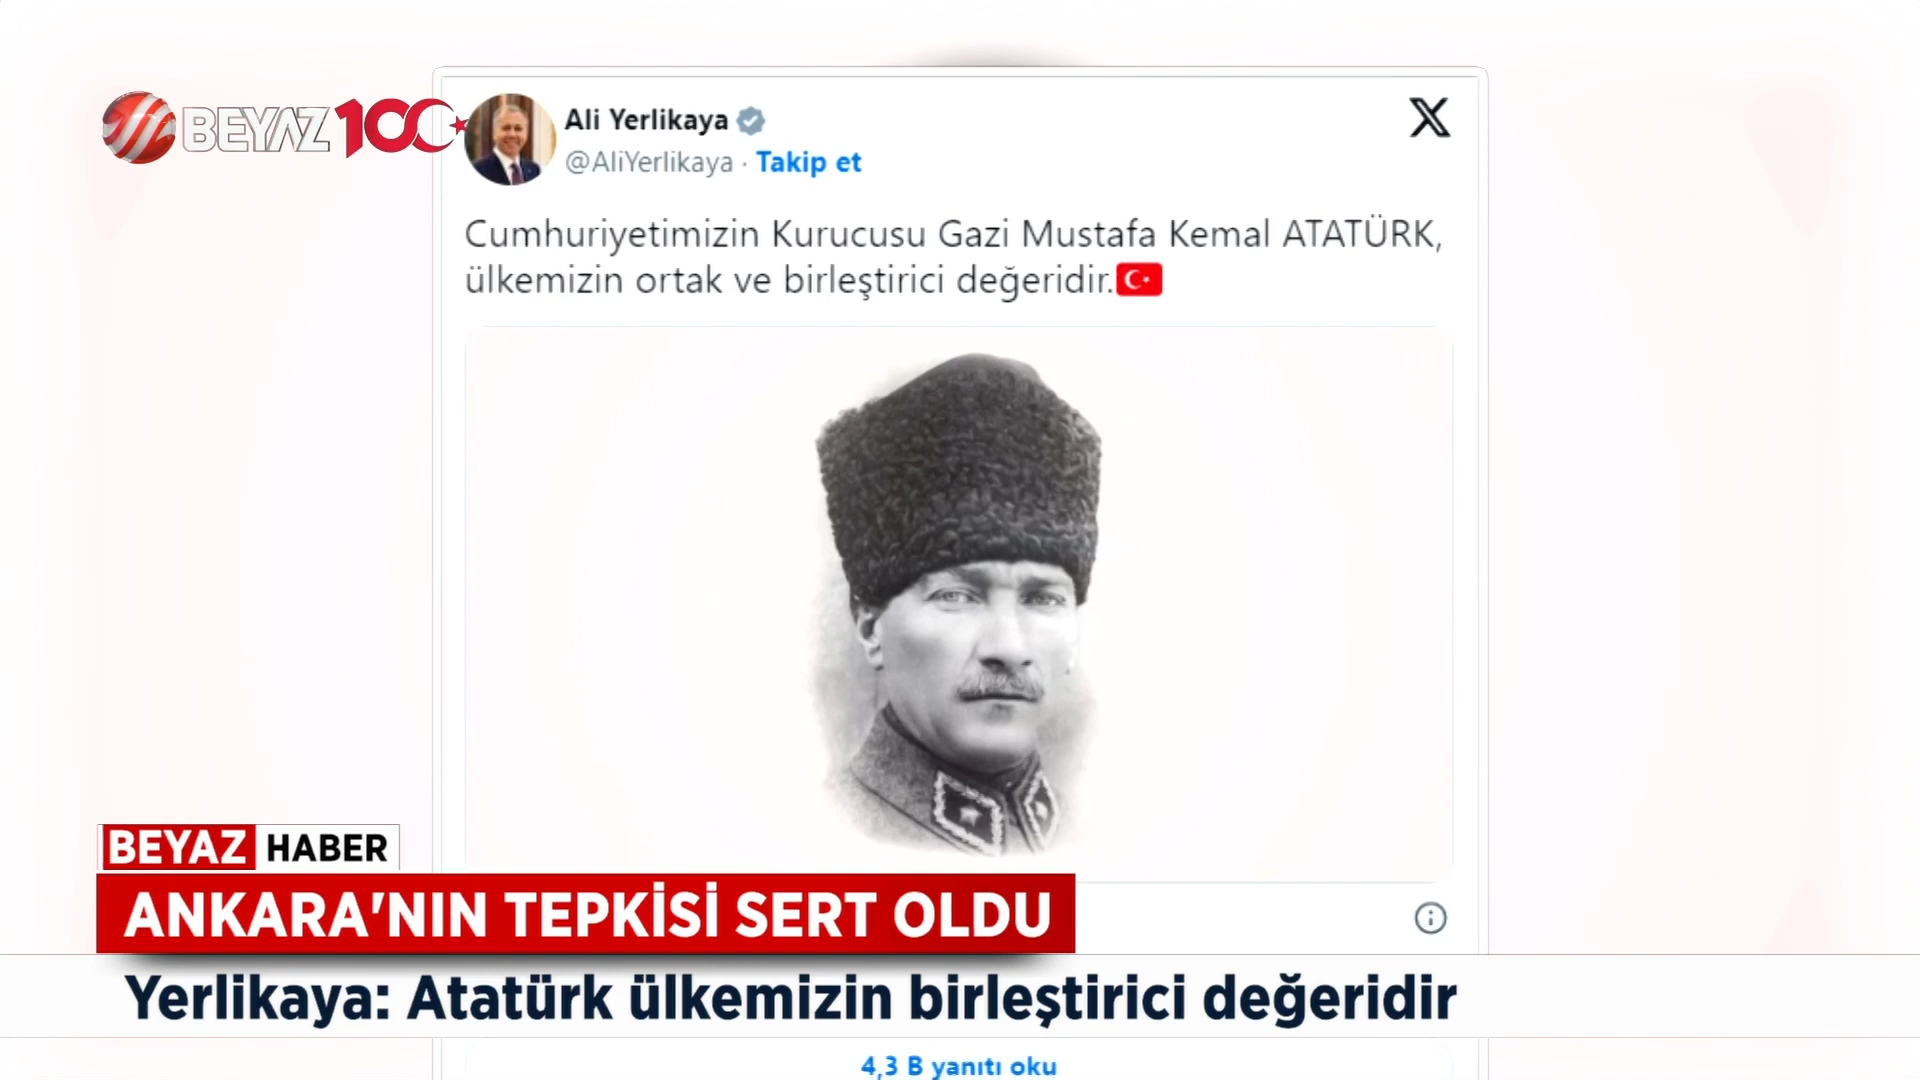 BEYAZ 100
Ali Yerlikaya
@AliYerlikaya · Takip et
Cumhuriyetimizin Kurucusu Gazi Mustafa Kemal ATATÜRK,
ülkemizin ortak ve birleştirici değeridir.
BEYAZ HABER
ANKARA'NIN TEPKİSİ SERT OLDU
Yerlikaya: Atatürk ülkemizin birleştirici değeridir
4,3 B yanıtı oku